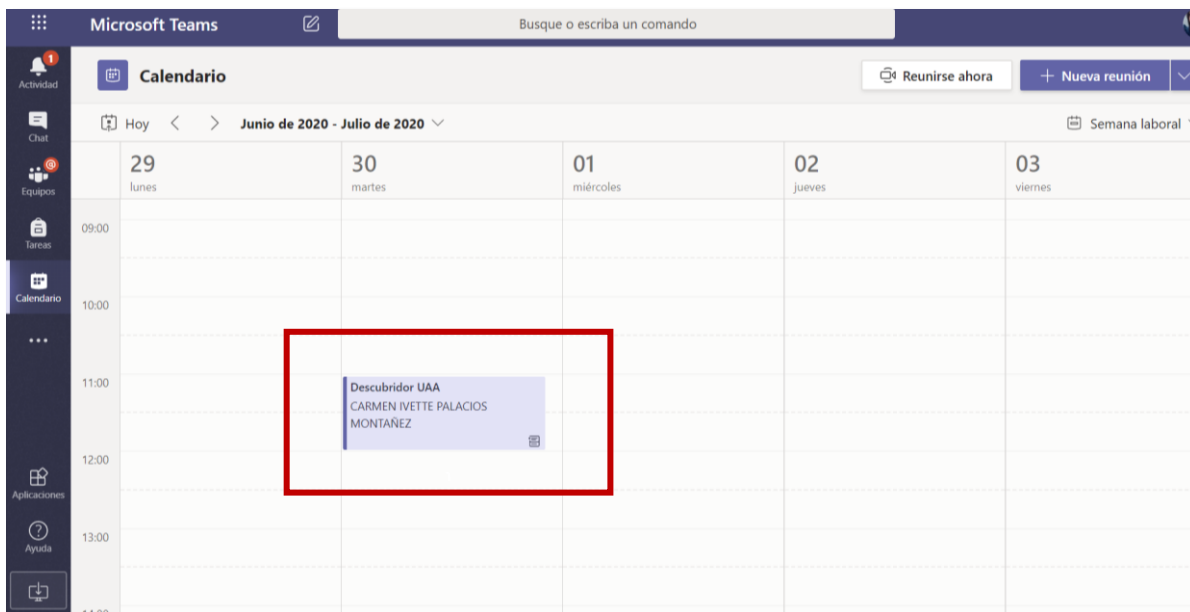 Microsoft Teams
Busque o escriba un comando
1
Actividad
Calendario
Reunirse ahora
+ Nueva reunión
Chat
Hoy < > Junio de 2020 - Julio de 2020
Semana laboral
Equipos
29
lunes
30
martes
01
miércoles
02
jueves
03
viernes
Tareas
Calendario
09:00
10:00
11:00
Descubridor UAA
CARMEN IVETTE PALACIOS
MONTAÑEZ
12:00
Aplicaciones
13:00
Ayuda